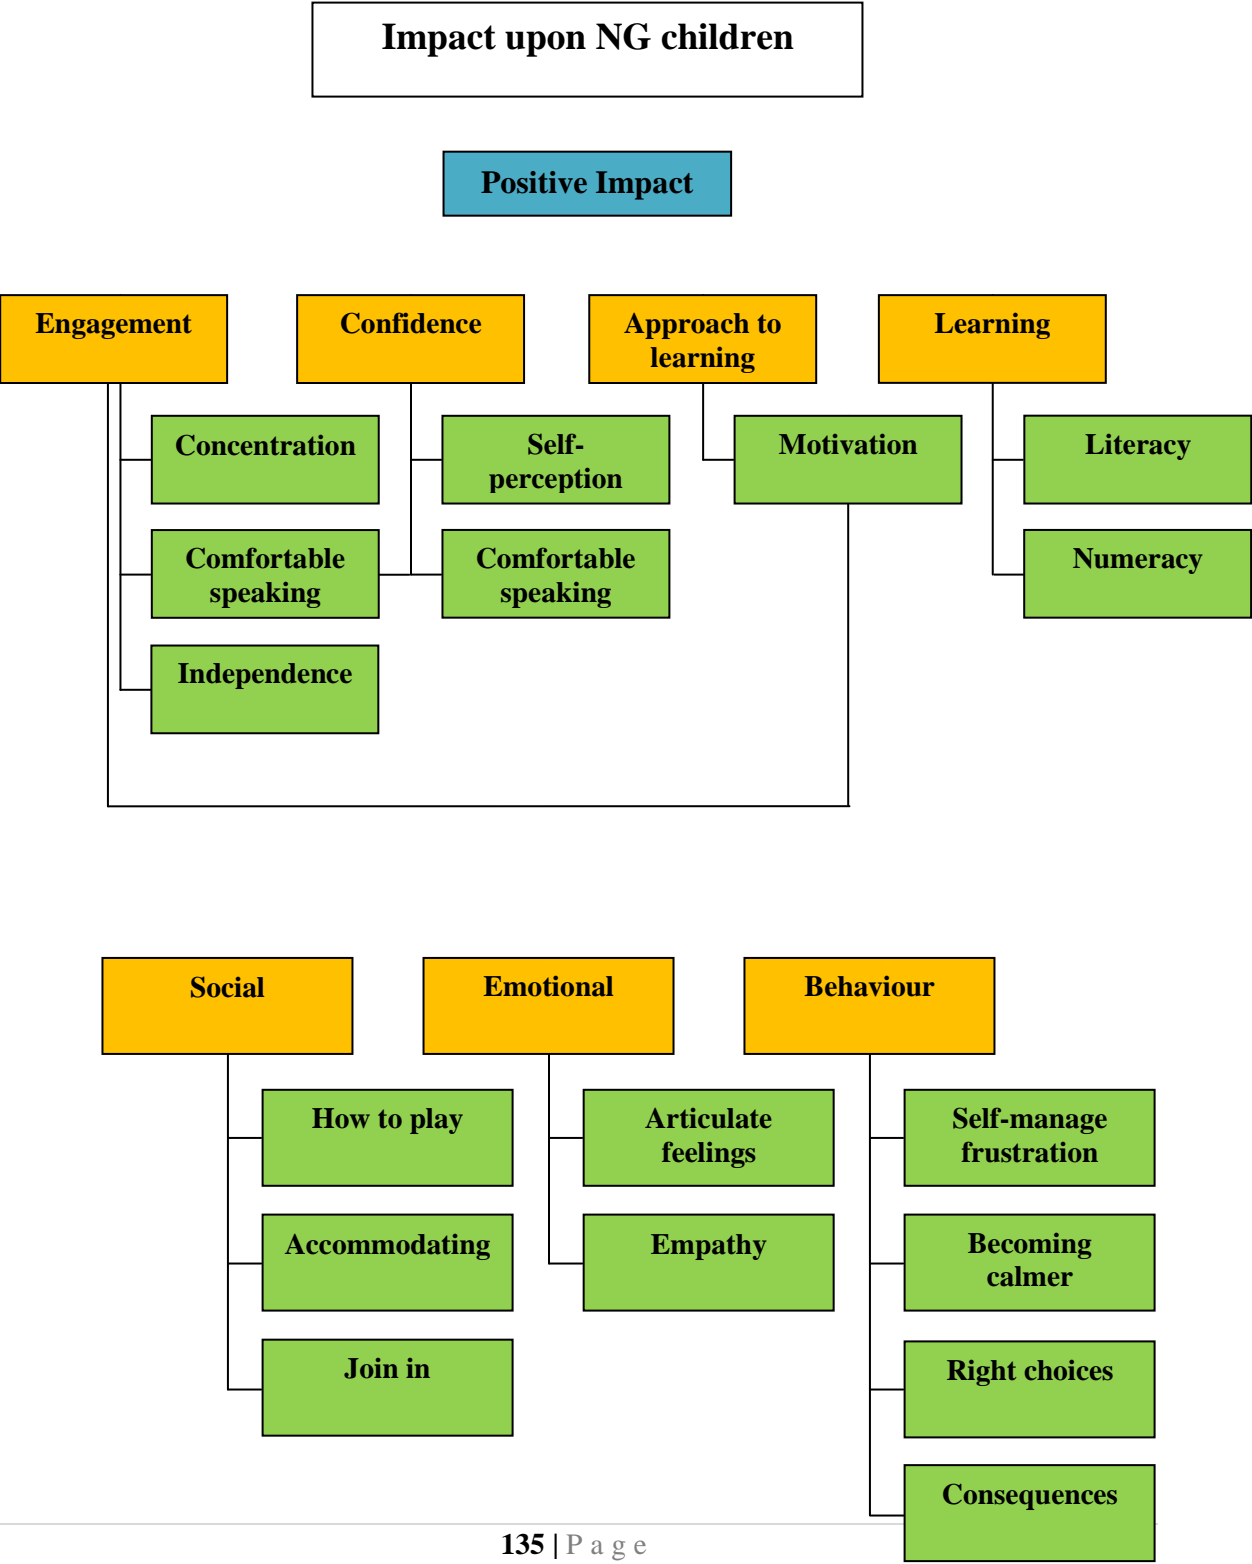 Impact upon NG children
Positive Impact
Engagement
Confidence
Approach to
learning
Learning
Concentration
Self-
perception
Motivation
Literacy
Comfortable
speaking
Comfortable
speaking
Numeracy
Independence
Social
Emotional
Behaviour
How to play
Articulate
feelings
Self-manage
frustration
Accommodating
Empathy
Becoming
calmer
Join in
Right choices
Consequences
135 | P a g e